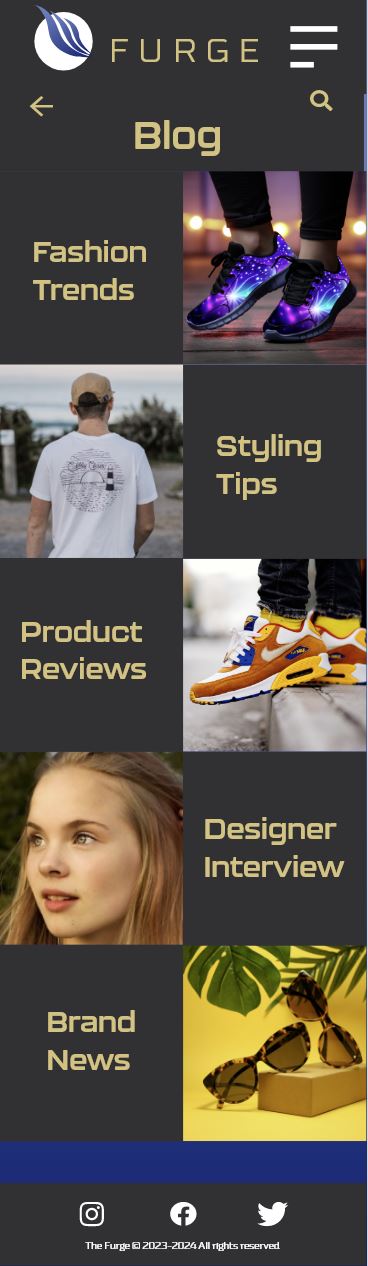 FURGE
Blog
Fashion
Trends
Styling
Tips
Product
Reviews
Designer
Interview
Brand
News
The Furge © 2023-2024 All rights reserved